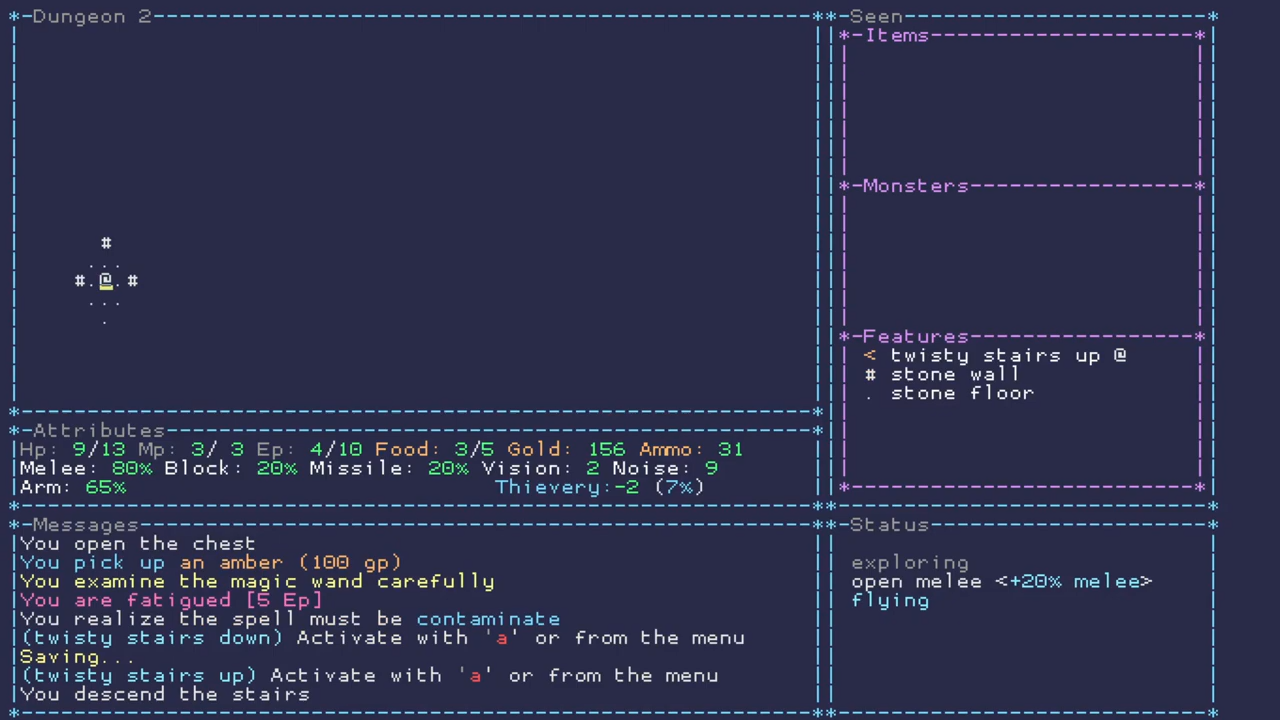 Dungeon 2
Seen
Items
Monsters
#
...
#.@.#
...
.
Features
< twisty stairs up @
# stone wall
. stone floor
Attributes
Hp: 9/13 Mp: 3/ 3 Ep: 4/10 Food: 3/5 Gold: 156 Ammo: 31
Melee: 80% Block: 20% Missile: 20% Vision: 2 Noise: 9
Arm: 65% Thievery:-2 (7%)
Messages
You open the chest
You pick up an amber (100 gp)
You examine the magic wand carefully
You are fatigued [5 Ep]
You realize the spell must be contaminate
(twisty stairs down) Activate with 'a' or from the menu
Saving...
(twisty stairs up) Activate with 'a' or from the menu
You descend the stairs
Status
exploring
open melee <+20% melee>
flying